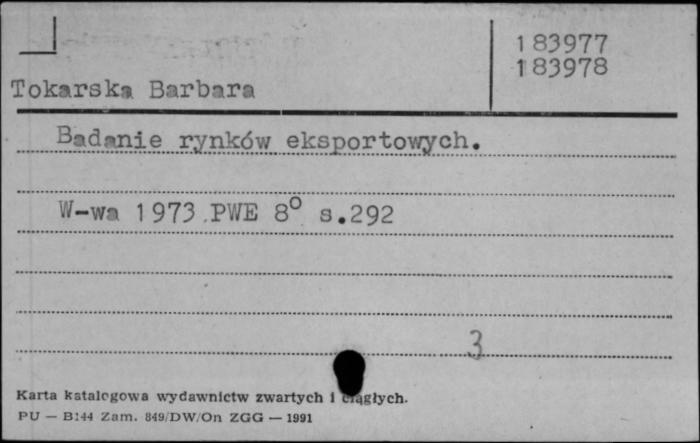 183977
183978
Tokarska Barbara
Badanie rynków eksportowych.
W-wa 1973 PWE 8° s.292
3
Karta katalogowa wydawnictw zwartych i ciągłych.
PU — B144 Zam. 849/DW/On ZGG — 1991